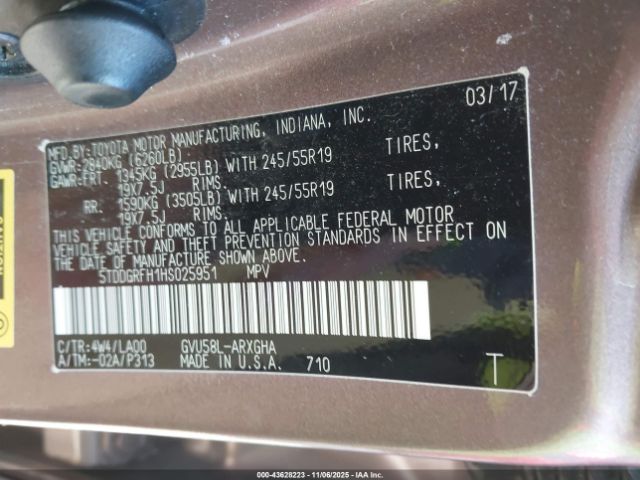 03/17
MFD.BY:TOYOTA MOTOR MANUFACTURING, INDIANA, INC.
GVWR:2840KG (6260LB)
GAWR:FRT 1345KG (2955LB) WITH 245/55R19 TIRES,
19X7.5J RIMS.
RR 1590KG (3505LB) WITH 245/55R19 TIRES,
19X7.5J RIMS.
THIS VEHICLE CONFORMS TO ALL APPLICABLE FEDERAL MOTOR
VEHICLE SAFETY AND THEFT PREVENTION STANDARDS IN EFFECT ON
THE DATE OF MANUFACTURE SHOWN ABOVE.
5TDDGRFH1HS025951 MPV
C/TR:4W4/LA00 GVU58L-ARXGHA
A/TM:-02A/P313 MADE IN U.S.A. 710
T
000-43628223 | 11/06/2025 | IAA Inc.